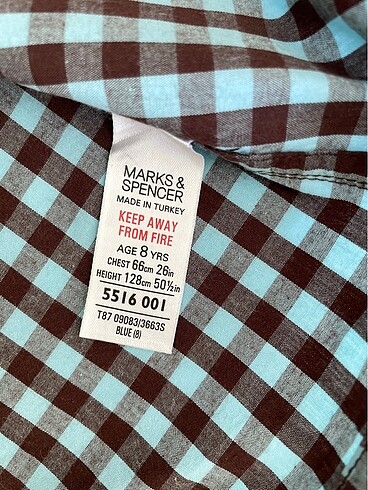 MARKS &
SPENCER
MADE IN TURKEY
KEEP AWAY
FROM FIRE
AGE 8 YRS
CHEST 66cm 26in
HEIGHT 128cm 50½in
5516 001
T87 09083/3663S
BLUE (8)